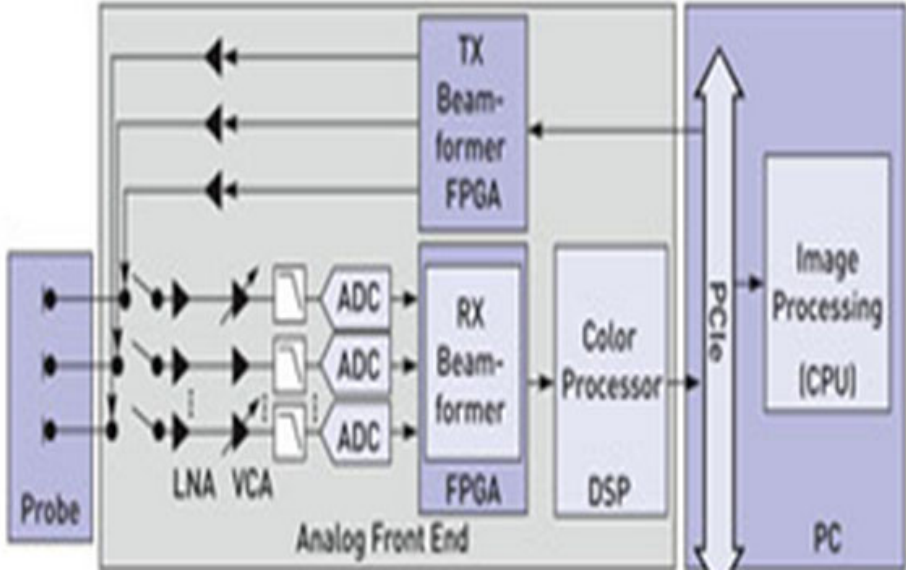 TX
Beam-
former
FPGA
ADC
ADC
ADC
RX
Beam-
former
FPGA
Color
Processor
DSP
PCIe
Image
Processing
(CPU)
LNA VCA
Probe
Analog Front End
PC